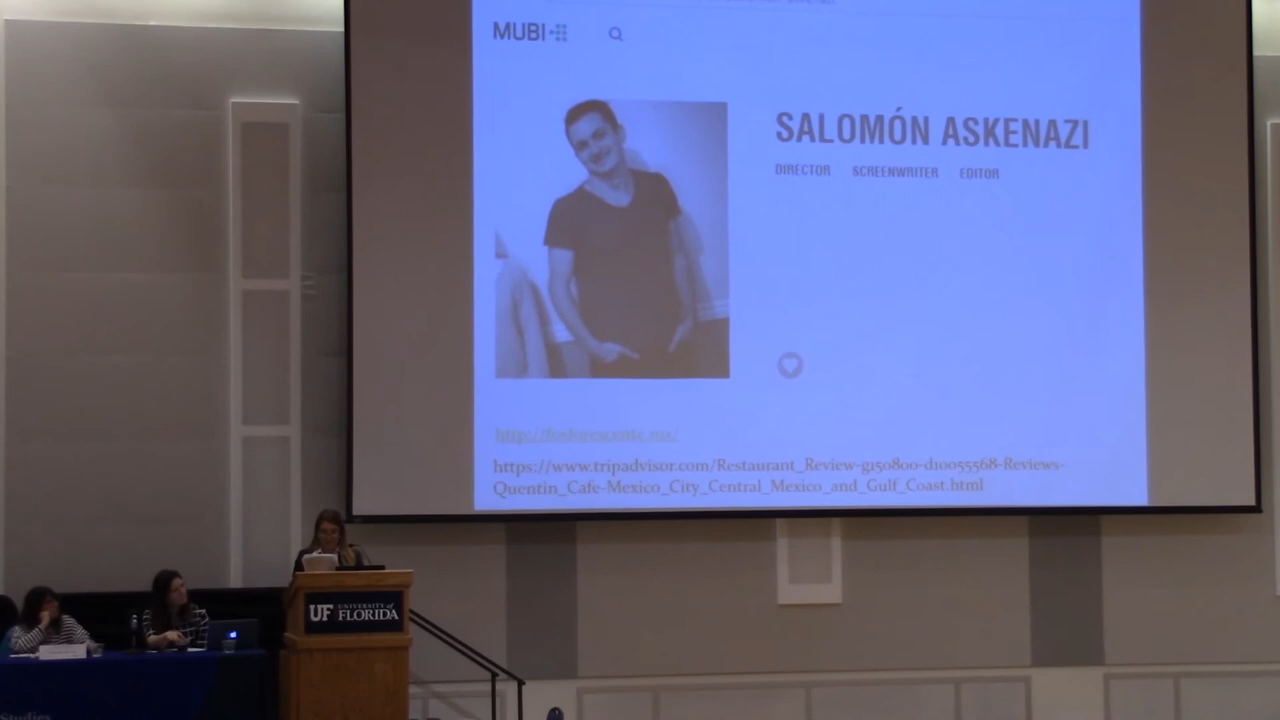 MUBI
SALOMÓN ASKENAZI
DIRECTOR SCREENWRITER EDITOR
https://www.tripadvisor.com/Restaurant_Review-g150800-d10055568-Reviews-
Quentin_Cafe-Mexico_City_Central_Mexico_and_Gulf_Coast.html
UF UNIVERSITY of
FLORIDA
Studies